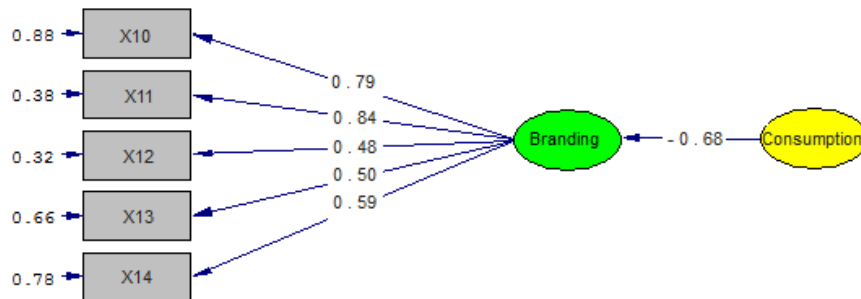 0.88 X10
0.79
0.38 X11
0.84
0.32 X12
0.48
Branding -0.68 Consumption
0.50
0.66 X13
0.59
0.78 X14